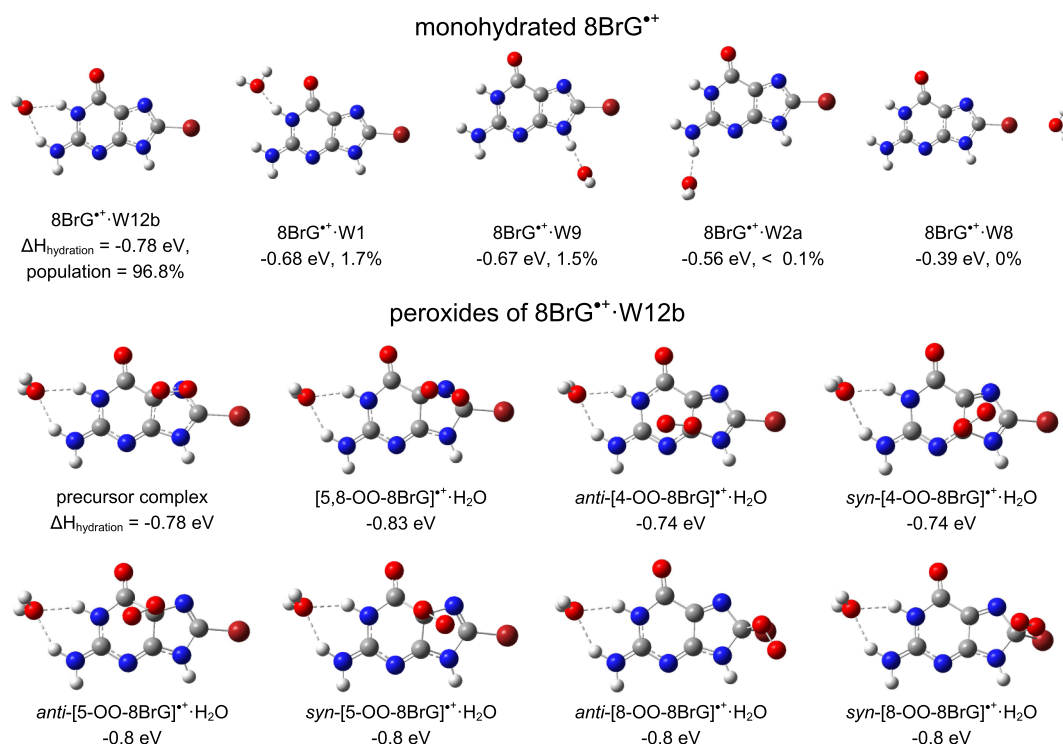 monohydrated 8BrG•⁺
8BrG•⁺·W12b
ΔHhydration = -0.78 eV,
population = 96.8%
8BrG•⁺·W1
-0.68 eV, 1.7%
8BrG•⁺·W9
-0.67 eV, 1.5%
8BrG•⁺·W2a
-0.56 eV, < 0.1%
8BrG•⁺·W8
-0.39 eV, 0%
peroxides of 8BrG•⁺·W12b
precursor complex
ΔHhydration = -0.78 eV
[5,8-OO-8BrG]•⁺·H₂O
-0.83 eV
anti-[4-OO-8BrG]•⁺·H₂O
-0.74 eV
syn-[4-OO-8BrG]•⁺·H₂O
-0.74 eV
anti-[5-OO-8BrG]•⁺·H₂O
-0.8 eV
syn-[5-OO-8BrG]•⁺·H₂O
-0.8 eV
anti-[8-OO-8BrG]•⁺·H₂O
-0.8 eV
syn-[8-OO-8BrG]•⁺·H₂O
-0.8 eV